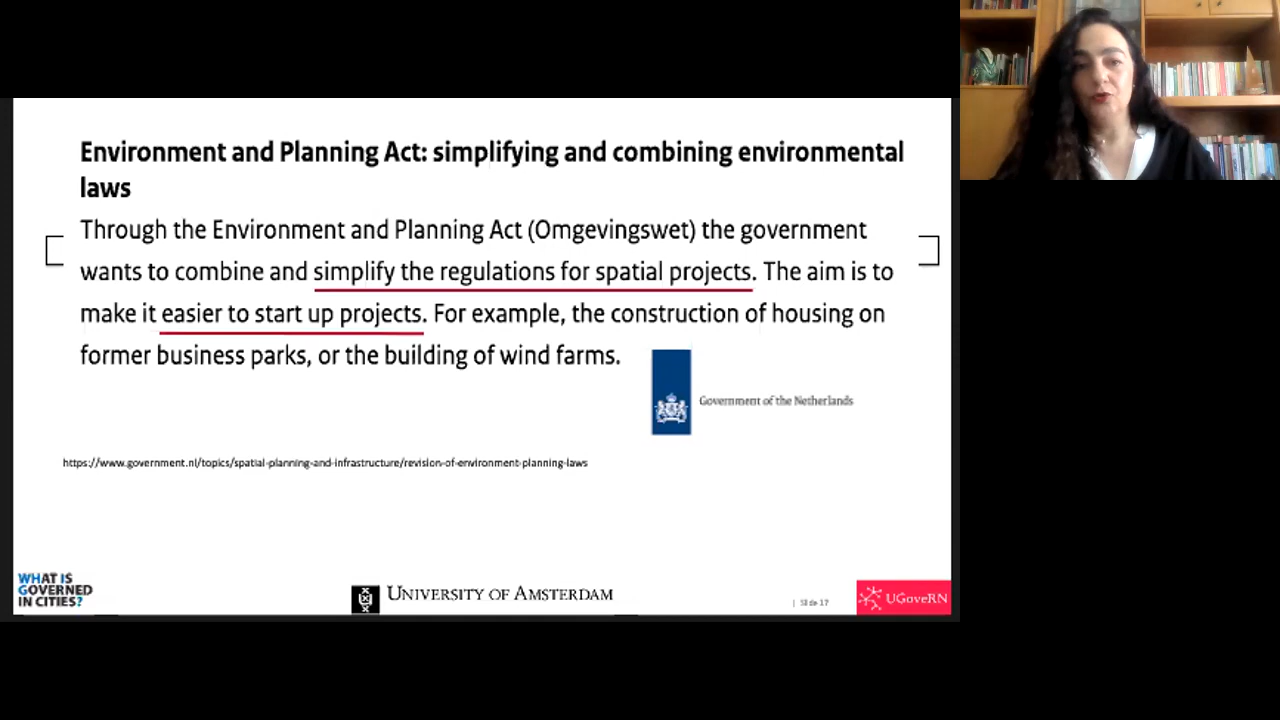 Environment and Planning Act: simplifying and combining environmental
laws
Through the Environment and Planning Act (Omgevingswet) the government
wants to combine and simplify the regulations for spatial projects. The aim is to
make it easier to start up projects. For example, the construction of housing on
former business parks, or the building of wind farms.
Government of the Netherlands
https://www.government.nl/topics/spatial-planning-and-infrastructure/revision-of-environment-planning-laws
WHAT IS
GOVERNED
IN CITIES?
UNIVERSITY OF AMSTERDAM
| Slide 17
UGoveRN